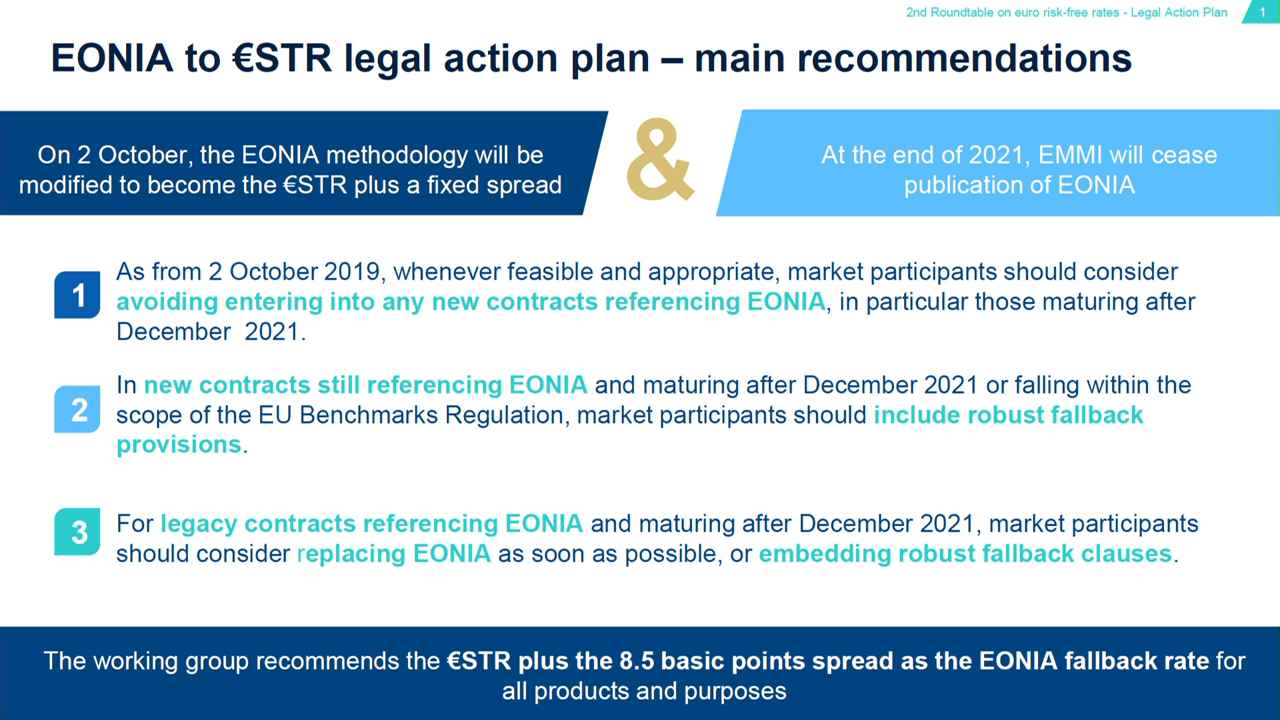 2nd Roundtable on euro risk-free rates - Legal Action Plan 1
EONIA to €STR legal action plan – main recommendations
On 2 October, the EONIA methodology will be
modified to become the €STR plus a fixed spread
&
At the end of 2021, EMMI will cease
publication of EONIA
1
As from 2 October 2019, whenever feasible and appropriate, market participants should consider
avoiding entering into any new contracts referencing EONIA, in particular those maturing after
December 2021.
2
In new contracts still referencing EONIA and maturing after December 2021 or falling within the
scope of the EU Benchmarks Regulation, market participants should include robust fallback
provisions.
3
For legacy contracts referencing EONIA and maturing after December 2021, market participants
should consider replacing EONIA as soon as possible, or embedding robust fallback clauses.
The working group recommends the €STR plus the 8.5 basic points spread as the EONIA fallback rate for
all products and purposes